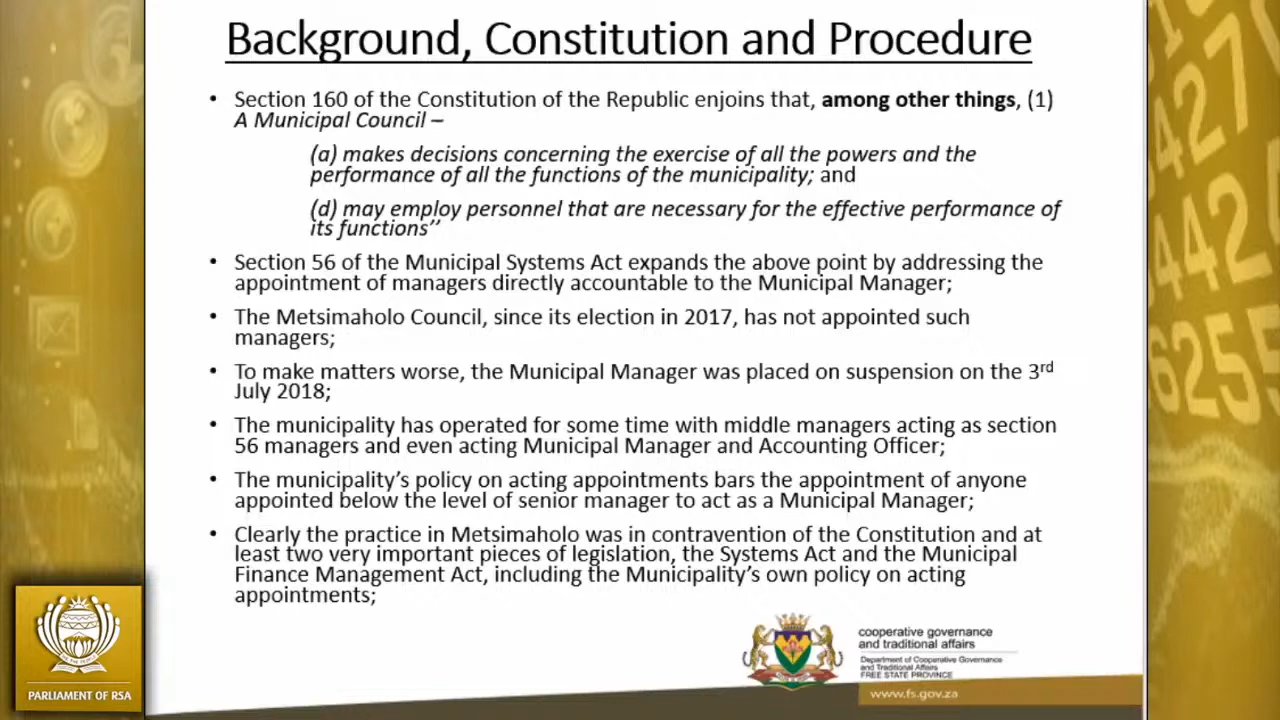 Background, Constitution and Procedure
• Section 160 of the Constitution of the Republic enjoins that, among other things, (1)
A Municipal Council –
(a) makes decisions concerning the exercise of all the powers and the
performance of all the functions of the municipality; and
(d) may employ personnel that are necessary for the effective performance of
its functions”
• Section 56 of the Municipal Systems Act expands the above point by addressing the
appointment of managers directly accountable to the Municipal Manager;
• The Metsimaholo Council, since its election in 2017, has not appointed such
managers;
• To make matters worse, the Municipal Manager was placed on suspension on the 3rd
July 2018;
• The municipality has operated for some time with middle managers acting as section
56 managers and even acting Municipal Manager and Accounting Officer;
• The municipality’s policy on acting appointments bars the appointment of anyone
appointed below the level of senior manager to act as a Municipal Manager;
• Clearly the practice in Metsimaholo was in contravention of the Constitution and at
least two very important pieces of legislation, the Systems Act and the Municipal
Finance Management Act, including the Municipality’s own policy on acting
appointments;
cooperative governance
and traditional affairs
Department of Cooperative Governance
and Traditional Affairs
FREE STATE PROVINCE
www.fs.gov.za
PARLIAMENT OF RSA
427
442
6255